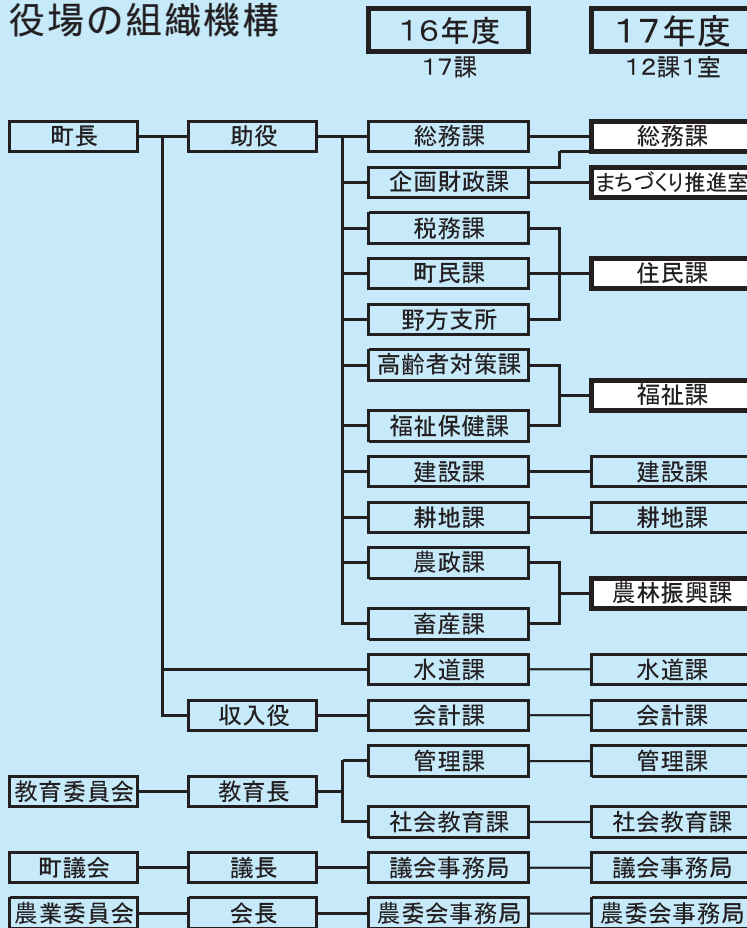 役場の組織機構
16年度 17年度
17課 12課1室
町長 助役 総務課 総務課
企画財政課 まちづくり推進室
税務課
町民課 住民課
野方支所
高齢者対策課
福祉課
福祉保健課
建設課 建設課
耕地課 耕地課
農政課
農林振興課
畜産課
水道課 水道課
収入役 会計課 会計課
管理課 管理課
教育委員会 教育長
社会教育課 社会教育課
町議会 議長 議会事務局 議会事務局
農業委員会 会長 農委会事務局 農委会事務局